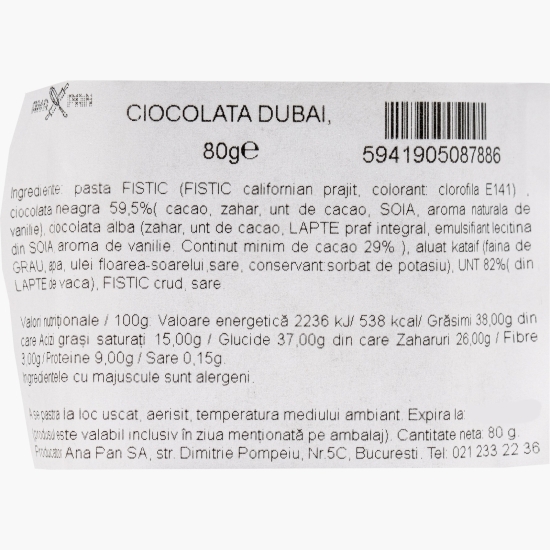 PAN
CIOCOLATA DUBAI,
80g℮
5941905087886
Ingrediente: pasta FISTIC (FISTIC californian prajit, colorant: clorofila E141) ,
ciocolata neagra 59,5%( cacao, zahar, unt de cacao, SOIA, aroma naturala de
vanilie), ciocolata alba (zahar, unt de cacao, LAPTE praf integral, emulsifiant lecitina
din SOIA aroma de vanilie. Continut minim de cacao 29% ), aluat kataif (faina de
GRAU, apa, ulei floarea-soarelui ,sare, conservant sorbat de potasiu), UNT 82%( din
LAPTE de vaca), FISTIC crud, sare.
Valori nutriționale / 100g: Valoare energetică 2236 kJ/ 538 kcal/ Grăsimi 38,00g din
care Acizi grași saturați 15,00g / Glucide 37,00g din care Zaharuri 26,00g / Fibre
3,00g / Proteine 9,00g / Sare 0,15g.
Ingredientele cu majuscule sunt alergeni.
A se pastra la loc uscat, aerisit, temperatura mediului ambiant. Expira la:
(produsul este valabil inclusiv în ziua menționată pe ambalaj). Cantitate neta: 80 g.
Producator Ana Pan SA, str. Dimitrie Pompeiu, Nr.5C, Bucuresti. Tel: 021 233 22 36